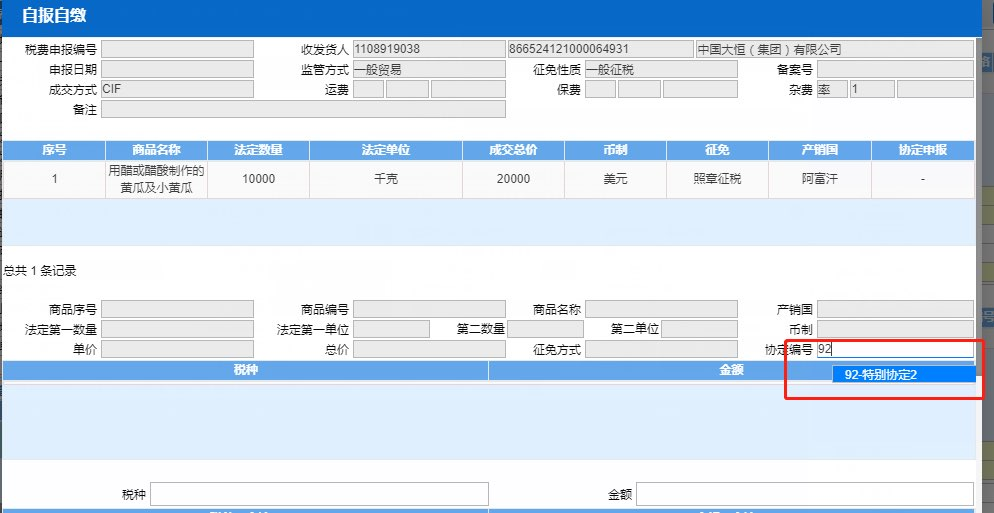 自报自缴
税费申报编号 收发货人 1108919038 866524121000064931 中国大恒（集团）有限公司
申报日期 监管方式 一般贸易 征免性质 一般征税 备案号
成交方式 CIF 运费 保费 杂费 率 1
备注
序号 商品名称 法定数量 法定单位 成交总价 币制 征免 产销国 协定申报
1 用醋或醋酸制作的黄瓜及小黄瓜 10000 千克 20000 美元 照章征税 阿富汗 -
总共 1 条记录
商品序号 商品编号 商品名称 产销国
法定第一数量 法定第一单位 第二数量 第二单位 币制
单价 总价 征免方式 协定编号 92
税种 金额
92-特别协定2
税种 金额